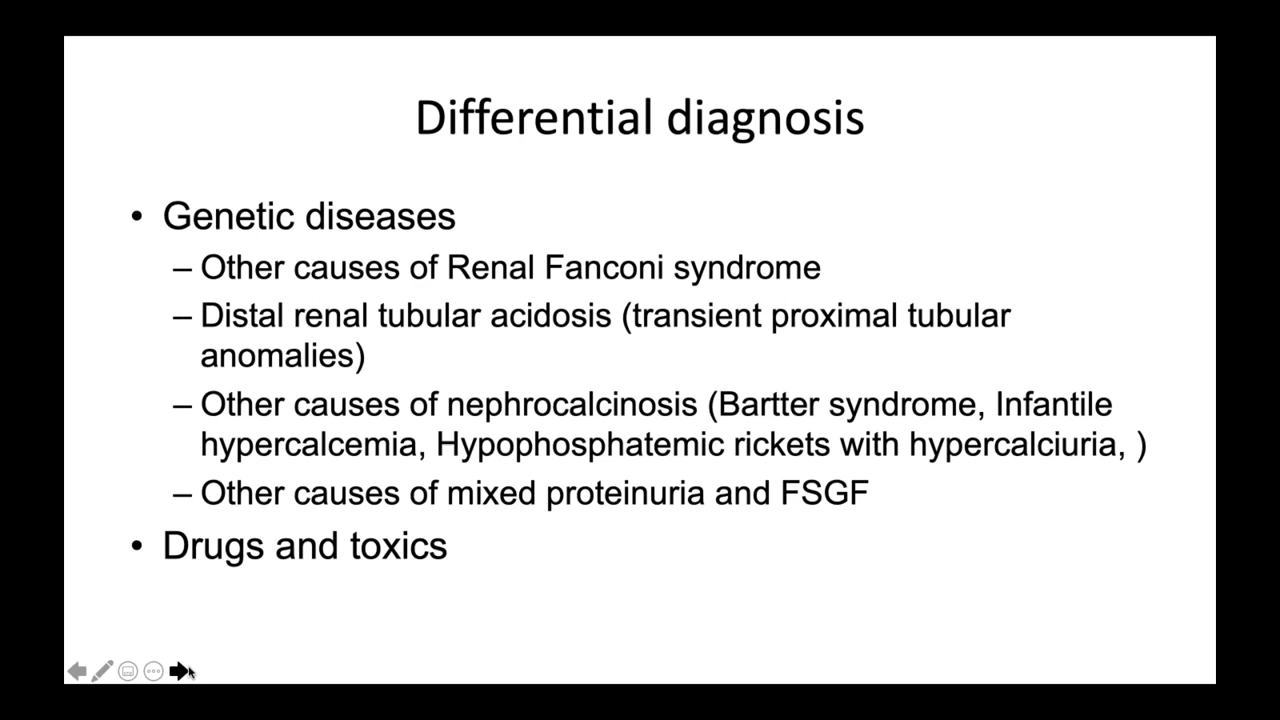 Differential diagnosis
• Genetic diseases
– Other causes of Renal Fanconi syndrome
– Distal renal tubular acidosis (transient proximal tubular
anomalies)
– Other causes of nephrocalcinosis (Bartter syndrome, Infantile
hypercalcemia, Hypophosphatemic rickets with hypercalciuria, )
– Other causes of mixed proteinuria and FSGF
• Drugs and toxics